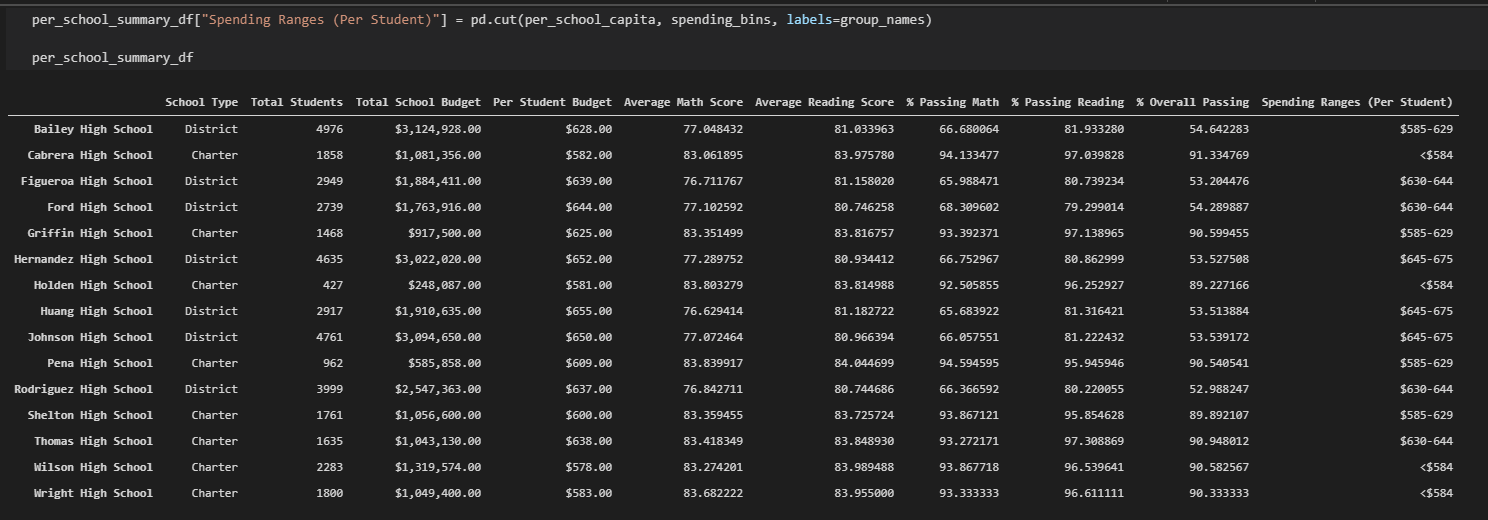 per_school_summary_df["Spending Ranges (Per Student)"] = pd.cut(per_school_capita, spending_bins, labels=group_names)
per_school_summary_df
School Type Total Students Total School Budget Per Student Budget Average Math Score Average Reading Score % Passing Math % Passing Reading % Overall Passing Spending Ranges (Per Student)
Bailey High School District 4976 $3,124,928.00 $628.00 77.048432 81.033963 66.680064 81.933280 54.642283 $585-629
Cabrera High School Charter 1858 $1,081,356.00 $582.00 83.061895 83.975780 94.133477 97.039828 91.334769 <$584
Figueroa High School District 2949 $1,884,411.00 $639.00 76.711767 81.158020 65.988471 80.739234 53.204476 $630-644
Ford High School District 2739 $1,763,916.00 $644.00 77.102592 80.746258 68.309602 79.299014 54.289887 $630-644
Griffin High School Charter 1468 $917,500.00 $625.00 83.351499 83.816757 93.392371 97.138965 90.599455 $585-629
Hernandez High School District 4635 $3,022,020.00 $652.00 77.289752 80.934412 66.752967 80.862999 53.527508 $645-675
Holden High School Charter 427 $248,087.00 $581.00 83.803279 83.814988 92.505855 96.252927 89.227166 <$584
Huang High School District 2917 $1,910,635.00 $655.00 76.629414 81.182722 65.683922 81.316421 53.513884 $645-675
Johnson High School District 4761 $3,094,650.00 $650.00 77.072464 80.966394 66.057551 81.222432 53.539172 $645-675
Pena High School Charter 962 $585,858.00 $609.00 83.839917 84.044699 94.594595 95.945946 90.540541 $585-629
Rodriguez High School District 3999 $2,547,363.00 $637.00 76.842711 80.744686 66.366592 80.220055 52.988247 $630-644
Shelton High School Charter 1761 $1,056,600.00 $600.00 83.359455 83.725724 93.867121 95.854628 89.892107 $585-629
Thomas High School Charter 1635 $1,043,130.00 $638.00 83.418349 83.848930 93.272171 97.308869 90.948012 $630-644
Wilson High School Charter 2283 $1,319,574.00 $578.00 83.274201 83.989488 93.867718 96.539641 90.582567 <$584
Wright High School Charter 1800 $1,049,400.00 $583.00 83.682222 83.955000 93.333333 96.611111 90.333333 <$584